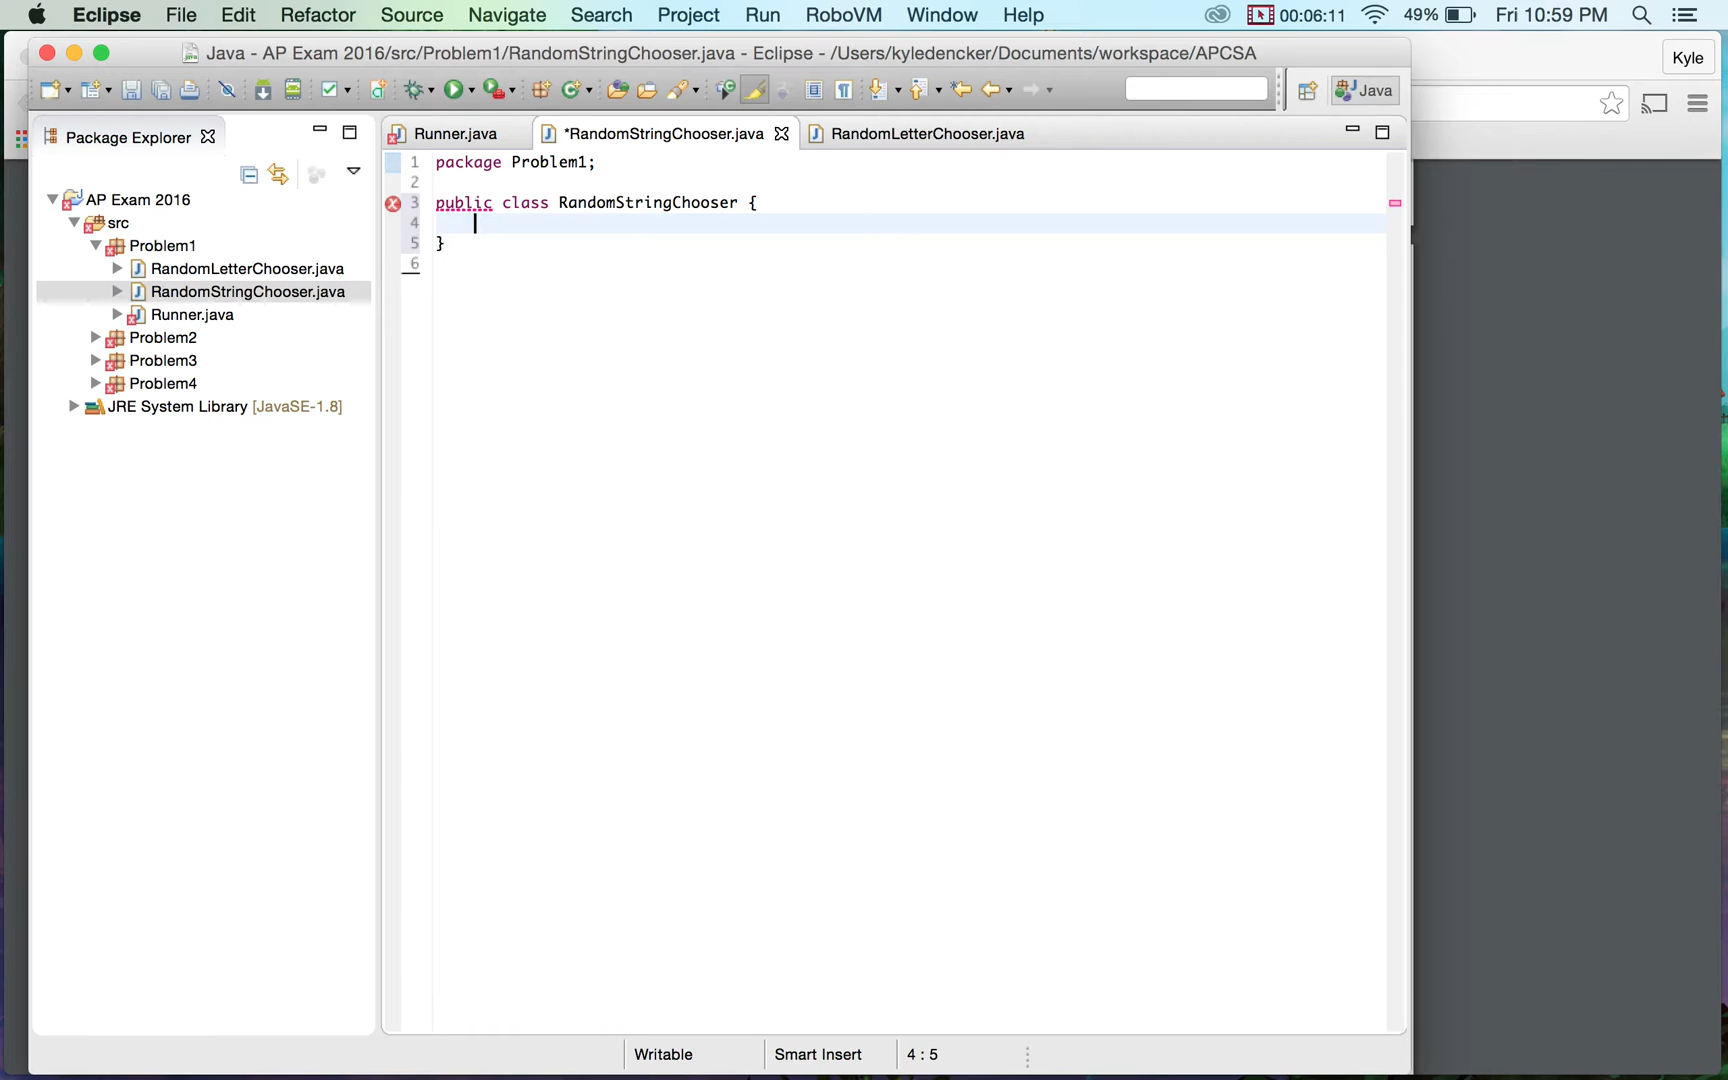 Eclipse File Edit Refactor Source Navigate Search Project Run RoboVM Window Help 00:06:11 49% Fri 10:59 PM
Java - AP Exam 2016/src/Problem1/RandomStringChooser.java - Eclipse - /Users/kyledencker/Documents/workspace/APCSA
Kyle
Java
Package Explorer
Runner.java *RandomStringChooser.java RandomLetterChooser.java
AP Exam 2016
src
Problem1
RandomLetterChooser.java
RandomStringChooser.java
Runner.java
Problem2
Problem3
Problem4
JRE System Library [JavaSE-1.8]
1 package Problem1;
2
3 public class RandomStringChooser {
4
5 }
6
Writable Smart Insert 4 : 5